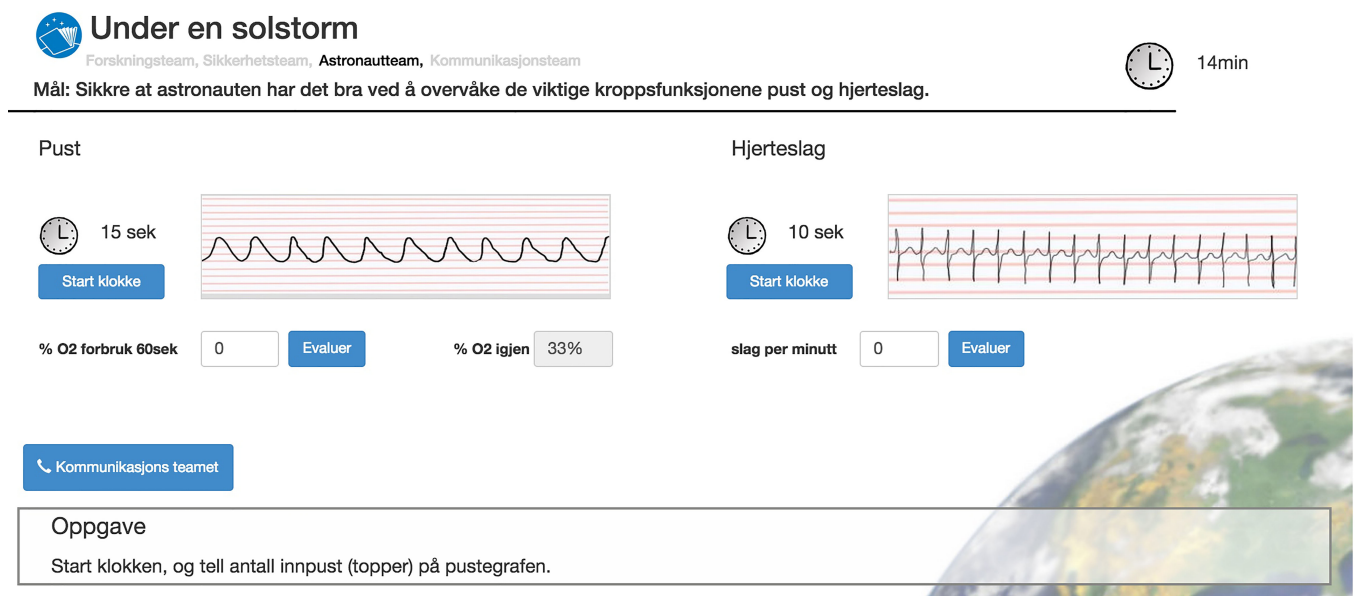 Under en solstorm
Forskningsteam, Sikkerhetsteam, Astronautteam, Kommunikasjonsteam
14min
Mål: Sikkre at astronauten har det bra ved å overvåke de viktige kroppsfunksjonene pust og hjerteslag.
Pust
Hjerteslag
15 sek
10 sek
Start klokke
Start klokke
% O2 forbruk 60sek 0 Evaluer % O2 igjen 33%
slag per minutt 0 Evaluer
Kommunikasjons teamet
Oppgave
Start klokken, og tell antall innpust (topper) på pustegrafen.